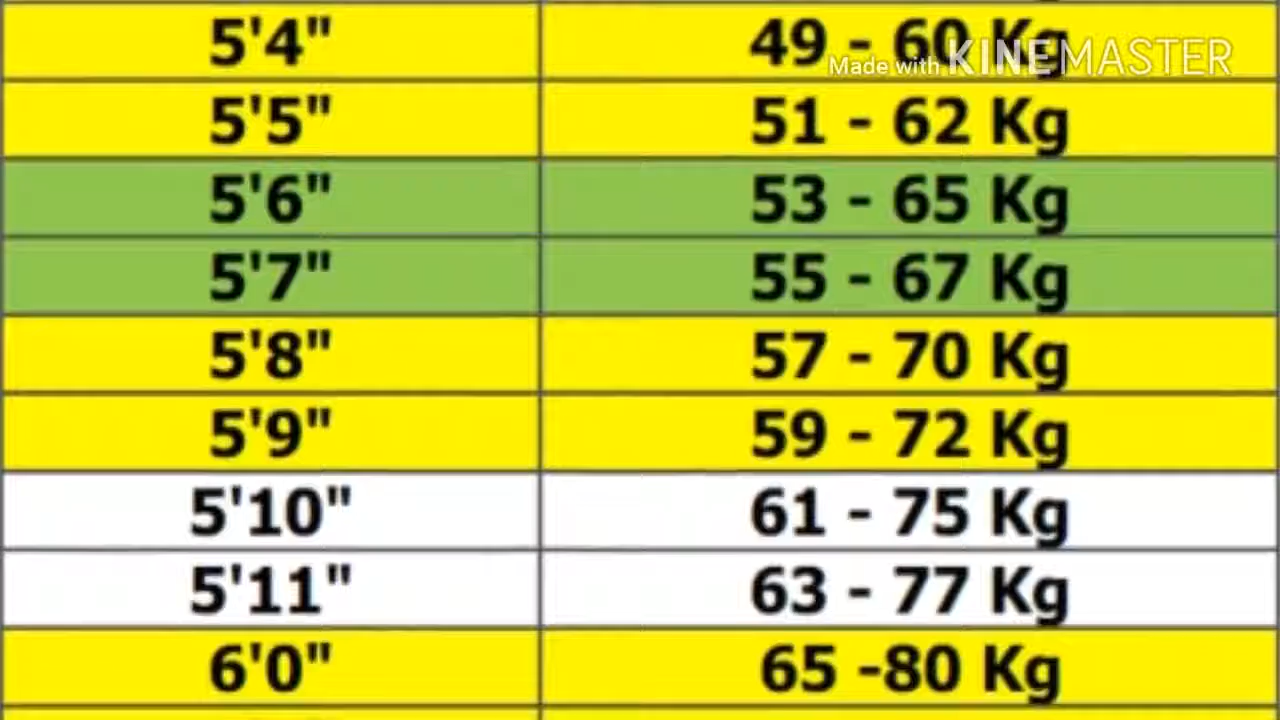 5'4" 49 - 60 Kg
Made with KINEMASTER
5'5" 51 - 62 Kg
5'6" 53 - 65 Kg
5'7" 55 - 67 Kg
5'8" 57 - 70 Kg
5'9" 59 - 72 Kg
5'10" 61 - 75 Kg
5'11" 63 - 77 Kg
6'0" 65 -80 Kg